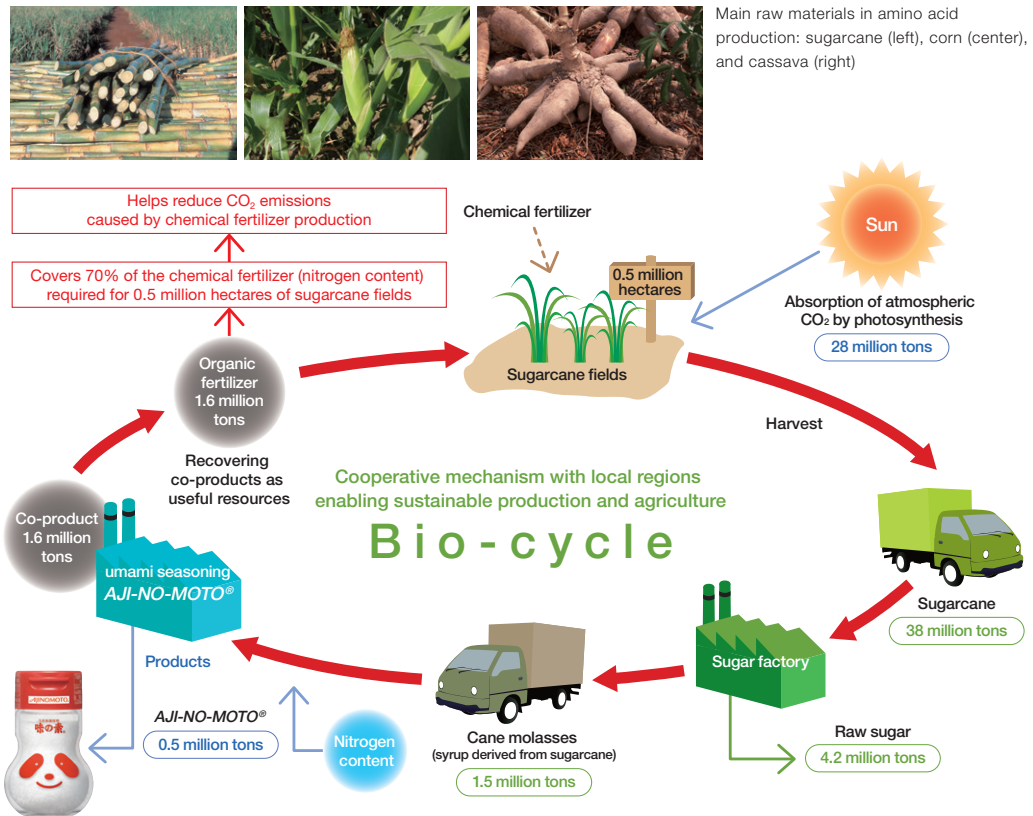 Main raw materials in amino acid
production: sugarcane (left), corn (center),
and cassava (right)
Helps reduce CO₂ emissions
caused by chemical fertilizer production
Covers 70% of the chemical fertilizer (nitrogen content)
required for 0.5 million hectares of sugarcane fields
Chemical fertilizer
0.5 million
hectares
Sugarcane fields
Sun
Absorption of atmospheric
CO₂ by photosynthesis
28 million tons
Organic
fertilizer
1.6 million
tons
Recovering
co-products as
useful resources
Harvest
Cooperative mechanism with local regions
enabling sustainable production and agriculture
Bio-cycle
Co-product
1.6 million
tons
umami seasoning
AJI-NO-MOTO®
Sugarcane
38 million tons
Sugar factory
Products
AJI-NO-MOTO®
0.5 million tons
Nitrogen
content
Cane molasses
(syrup derived from sugarcane)
1.5 million tons
Raw sugar
4.2 million tons
AJINOMOTO
味の素